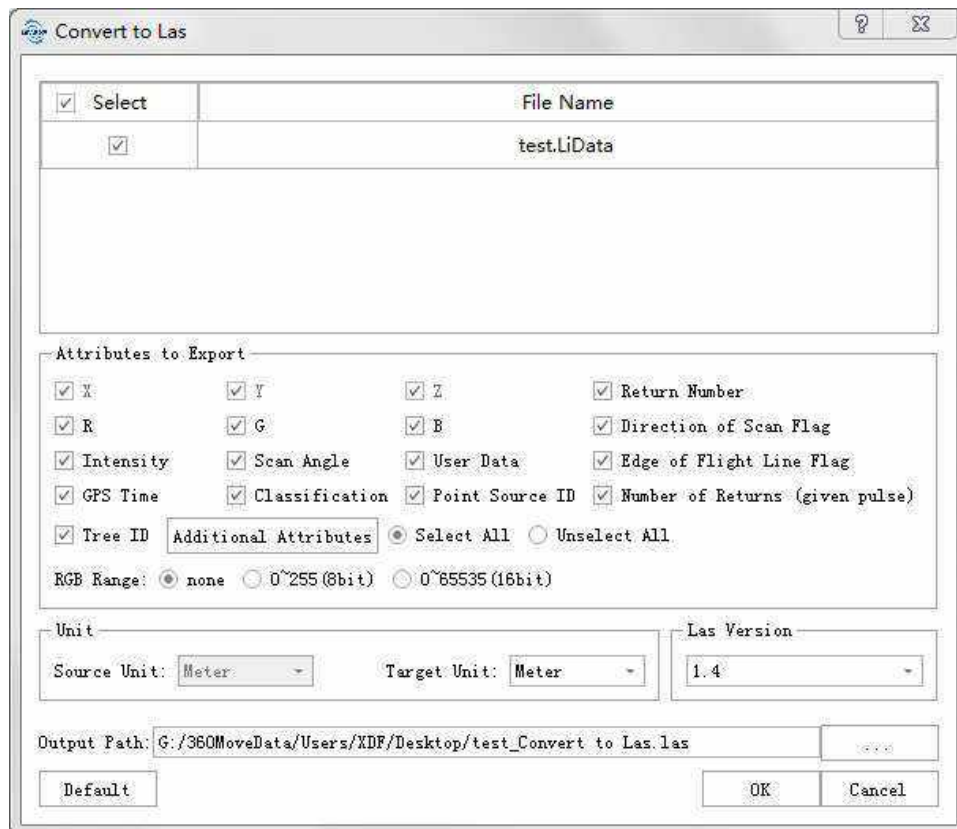 Convert to Las
Select File Name
test.LiData
Attributes to Export
X Y Z Return Number
R G B Direction of Scan Flag
Intensity Scan Angle User Data Edge of Flight Line Flag
GPS Time Classification Point Source ID Number of Returns (given pulse)
Tree ID Additional Attributes Select All Unselect All
RGB Range: none 0~255(8bit) 0~65535(16bit)
Unit Las Version
Source Unit: Meter Target Unit: Meter 1.4
Output Path: G:/360MoveData/Users/XDF/Desktop/test_Convert to Las.las ...
Default OK Cancel